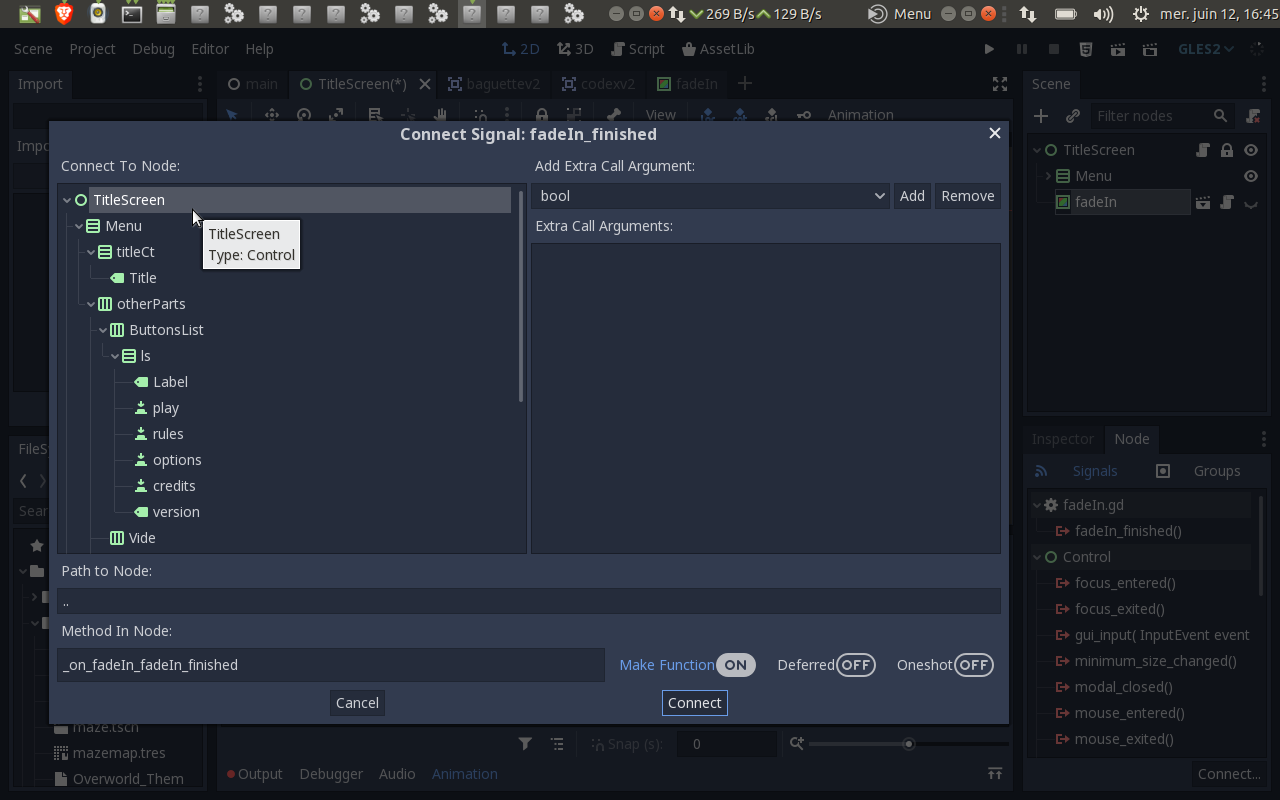 269 B/s 129 B/s Menu mer. juin 12, 16:45
Scene Project Debug Editor Help 2D 3D Script AssetLib GLES2
Import main TitleScreen(*) baguettev2 codexv2 fadeIn Scene
View Animation Filter nodes
Connect Signal: fadeIn_finished
Connect To Node: Add Extra Call Argument:
bool Add Remove
Extra Call Arguments:
TitleScreen
Menu
titleCt
Title
otherParts
ButtonsList
ls
Label
play
rules
options
credits
version
Vide
TitleScreen
Type: Control
Path to Node:
..
Method In Node:
_on_fadeIn_fadeIn_finished Make Function ON Deferred OFF Oneshot OFF
Cancel Connect
TitleScreen
Menu
fadeIn
Inspector Node
Signals Groups
fadeIn.gd
fadeIn_finished()
Control
focus_entered()
focus_exited()
gui_input( InputEvent event
minimum_size_changed()
modal_closed()
mouse_entered()
mouse_exited()
Connect...
maze.tscn
mazemap.tres
Overworld_Them
Snap (s): 0
Output Debugger Audio Animation